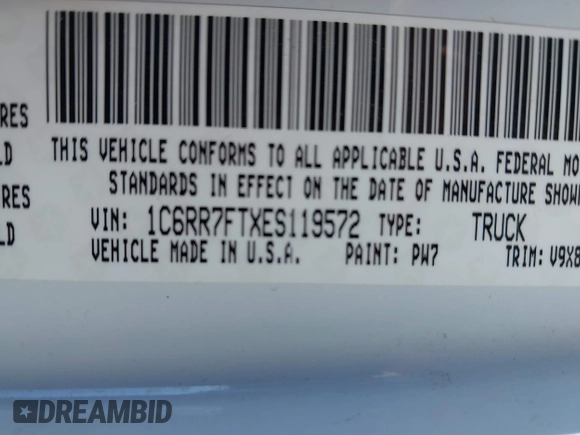 RES
LD
RES
LD
THIS VEHICLE CONFORMS TO ALL APPLICABLE U.S.A. FEDERAL MO
STANDARDS IN EFFECT ON THE DATE OF MANUFACTURE SHOW
VIN: 1C6RR7FTXES119572 TYPE: TRUCK
VEHICLE MADE IN U.S.A. PAINT: PW7 TRIM: V9X8
DREAMBID